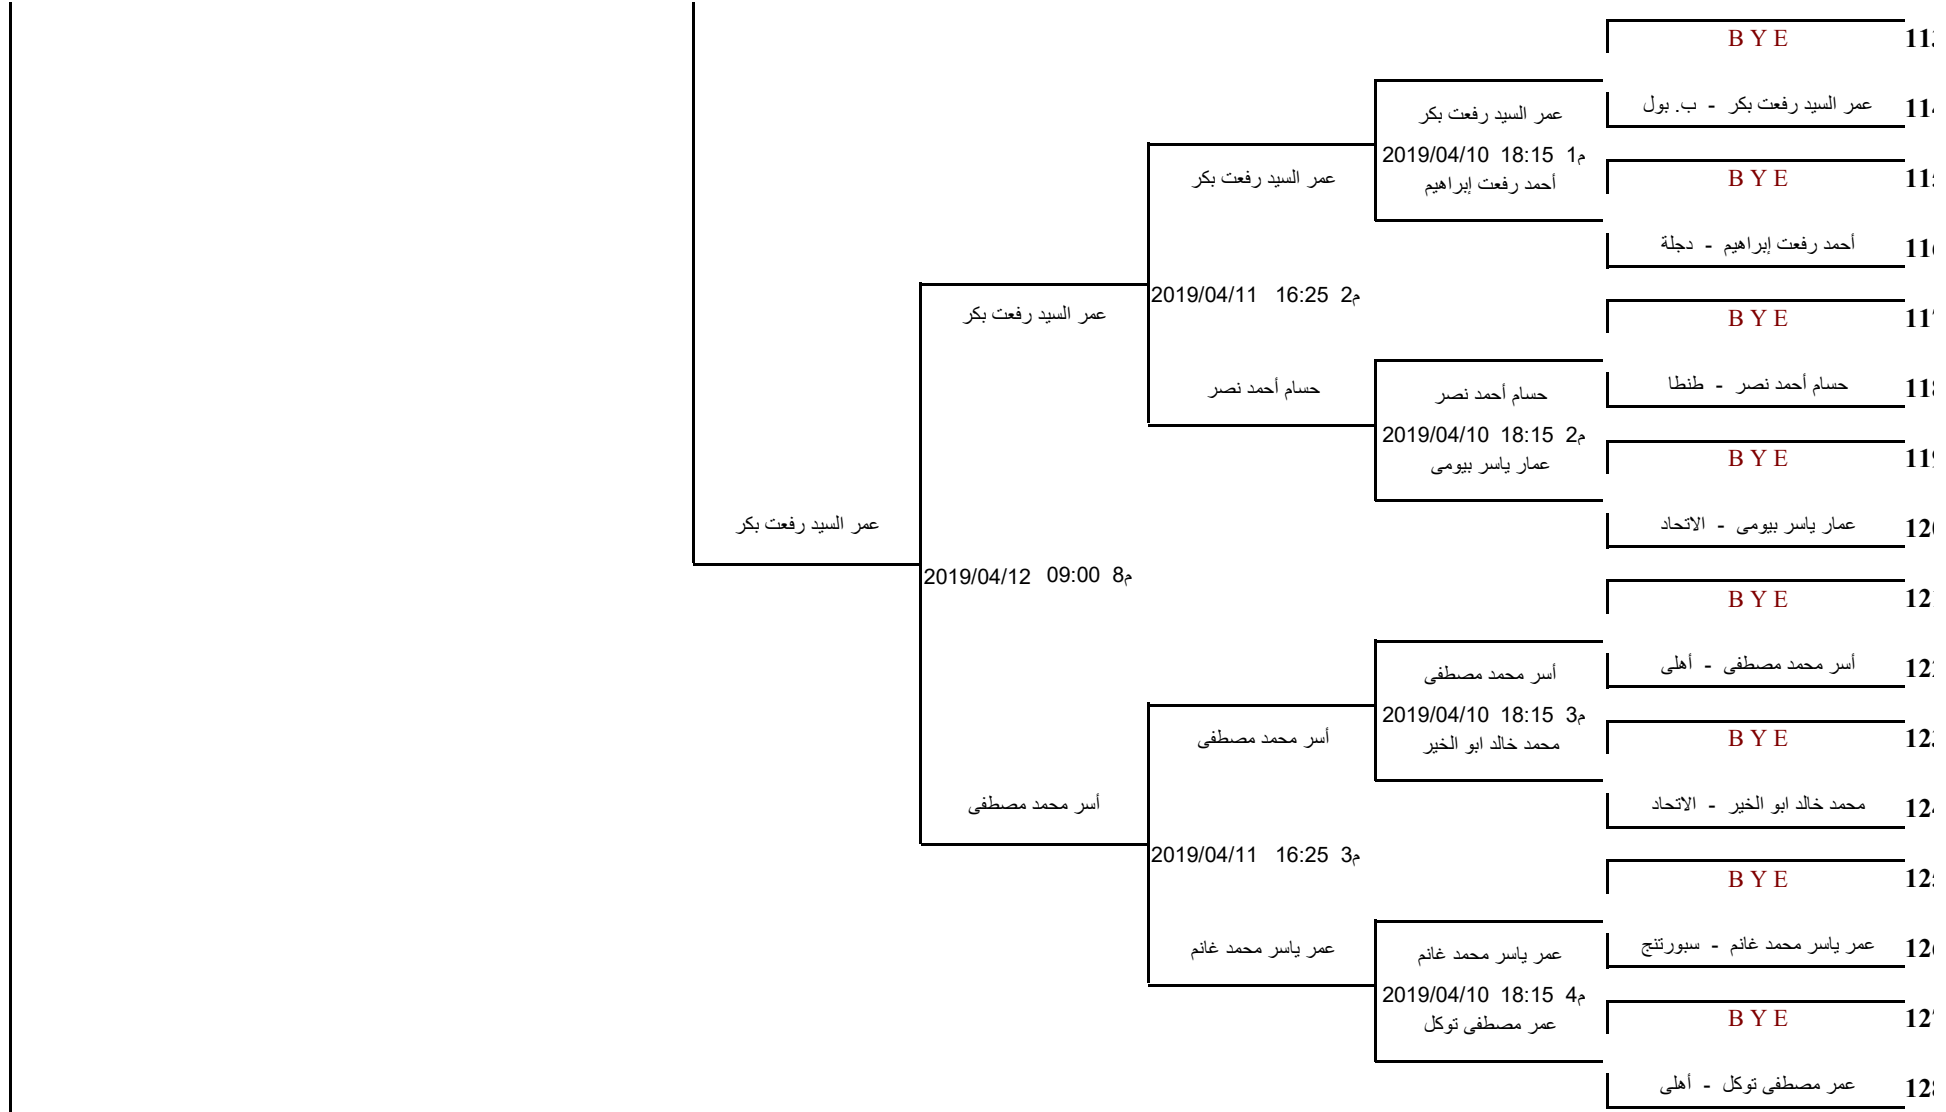 B Y E 113
عمر السيد رفعت بكر - ب. بول 114
عمر السيد رفعت بكر
م1 18:15 2019/04/10
B Y E 115
أحمد رفعت إبراهيم
عمر السيد رفعت بكر
أحمد رفعت إبراهيم - دجلة 116
م2 16:25 2019/04/11
عمر السيد رفعت بكر
B Y E 117
حسام أحمد نصر - طنطا 118
حسام أحمد نصر
حسام أحمد نصر
م2 18:15 2019/04/10
B Y E 119
عمار ياسر بيومى
عمار ياسر بيومى - الاتحاد 120
عمر السيد رفعت بكر
م8 09:00 2019/04/12
B Y E 121
أسر محمد مصطفى - أهلى 122
أسر محمد مصطفى
م3 18:15 2019/04/10
B Y E 123
محمد خالد ابو الخير
أسر محمد مصطفى
محمد خالد ابو الخير - الاتحاد 124
أسر محمد مصطفى
م3 16:25 2019/04/11
B Y E 125
عمر ياسر محمد غانم - سبورتنج 126
عمر ياسر محمد غانم
عمر ياسر محمد غانم
م4 18:15 2019/04/10
B Y E 127
عمر مصطفى توكل
عمر مصطفى توكل - أهلى 128